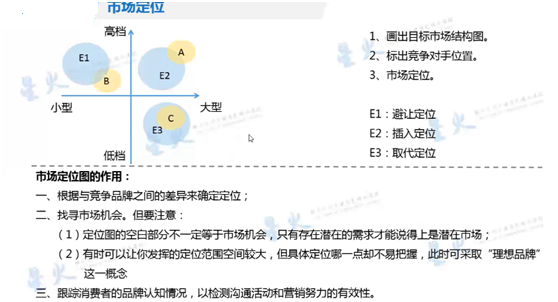 市场定位
高档
1、画出目标市场结构图。
2、标出竞争对手位置。
3、市场定位。
E1
A
E2
B
小型
大型
C
E3
低档
E1：避让定位
E2：插入定位
E3：取代定位
市场定位图的作用：
一、根据与竞争品牌之间的差异来确定定位；
二、找寻市场机会。但要注意：
（1）定位图的空白部分不一定等于市场机会，只有存在潜在的需求才能说得上是潜在市场；
（2）有时可以让你发挥的定位范围空间较大，但具体定位哪一点却不易把握，此时可采取“理想品牌”
这一概念
三、跟踪消费者的品牌认知情况，以检测沟通活动和营销努力的有效性。
星火
星火
星火
星火